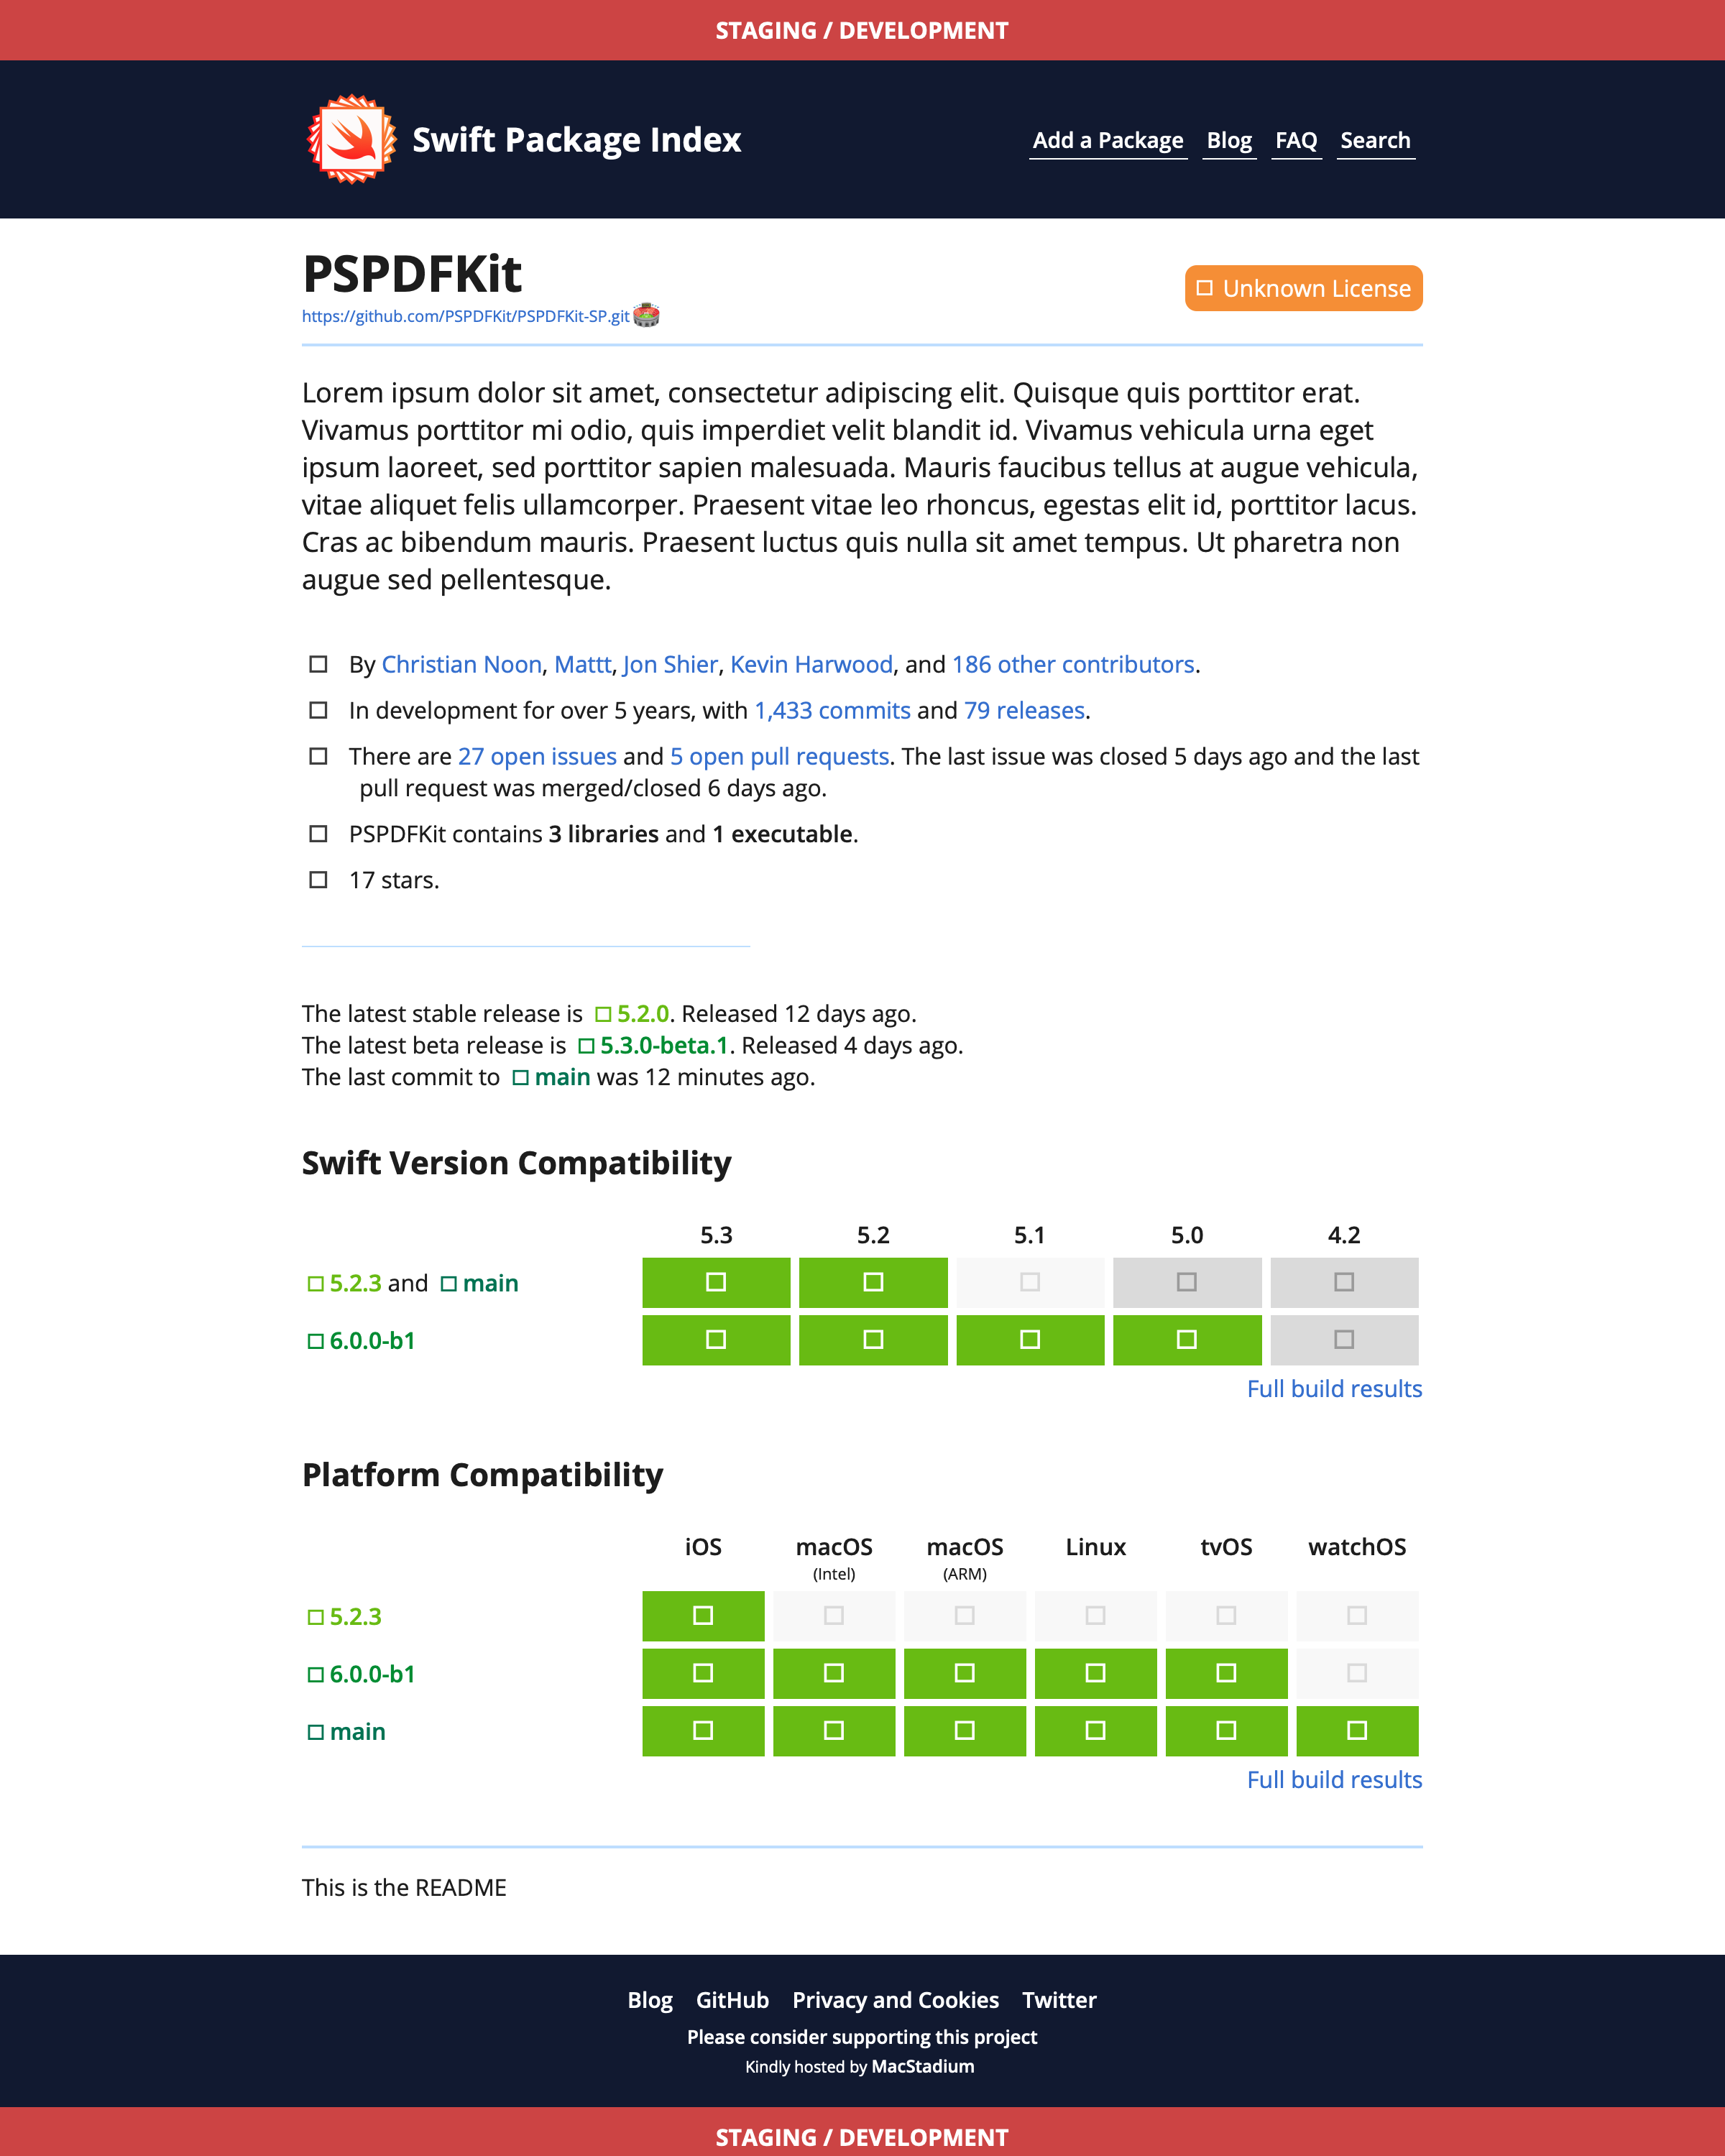 STAGING / DEVELOPMENT
Swift Package Index
Add a Package Blog FAQ Search
PSPDFKit
Unknown License
https://github.com/PSPDFKit/PSPDFKit-SP.git
Lorem ipsum dolor sit amet, consectetur adipiscing elit. Quisque quis porttitor erat.
Vivamus porttitor mi odio, quis imperdiet velit blandit id. Vivamus vehicula urna eget
ipsum laoreet, sed porttitor sapien malesuada. Mauris faucibus tellus at augue vehicula,
vitae aliquet felis ullamcorper. Praesent vitae leo rhoncus, egestas elit id, porttitor lacus.
Cras ac bibendum mauris. Praesent luctus quis nulla sit amet tempus. Ut pharetra non
augue sed pellentesque.
By Christian Noon, Mattt, Jon Shier, Kevin Harwood, and 186 other contributors.
In development for over 5 years, with 1,433 commits and 79 releases.
There are 27 open issues and 5 open pull requests. The last issue was closed 5 days ago and the last
pull request was merged/closed 6 days ago.
PSPDFKit contains 3 libraries and 1 executable.
17 stars.
The latest stable release is 5.2.0. Released 12 days ago.
The latest beta release is 5.3.0-beta.1. Released 4 days ago.
The last commit to main was 12 minutes ago.
Swift Version Compatibility
5.3 5.2 5.1 5.0 4.2
5.2.3 and main
6.0.0-b1
Full build results
Platform Compatibility
iOS macOS macOS Linux tvOS watchOS
(Intel) (ARM)
5.2.3
6.0.0-b1
main
Full build results
This is the README
Blog GitHub Privacy and Cookies Twitter
Please consider supporting this project
Kindly hosted by MacStadium
STAGING / DEVELOPMENT